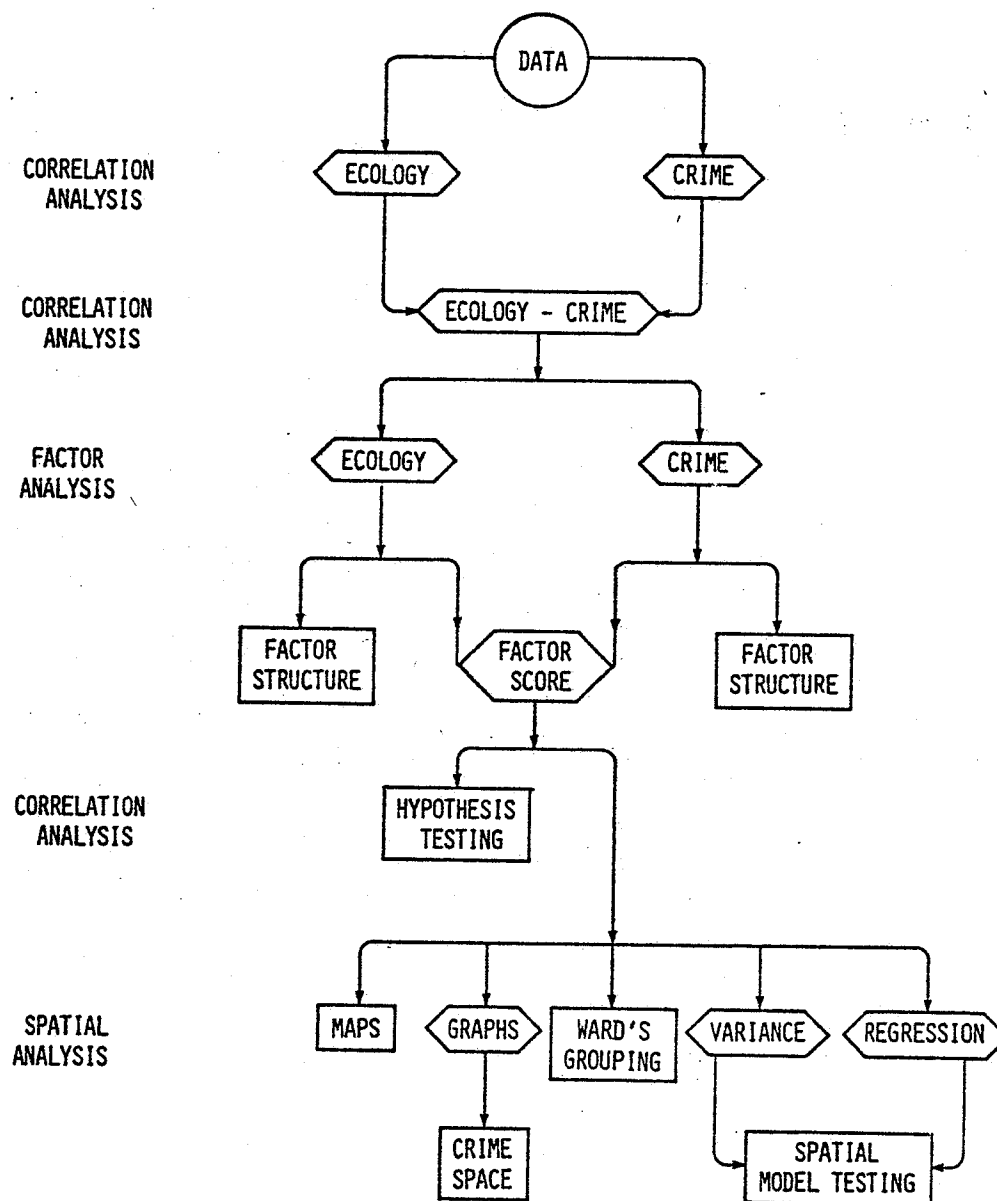 DATA
CORRELATION
ANALYSIS
ECOLOGY
CRIME
CORRELATION
ANALYSIS
ECOLOGY - CRIME
FACTOR
ANALYSIS
ECOLOGY
CRIME
FACTOR
STRUCTURE
FACTOR
SCORE
FACTOR
STRUCTURE
CORRELATION
ANALYSIS
HYPOTHESIS
TESTING
SPATIAL
ANALYSIS
MAPS
GRAPHS
WARD'S
GROUPING
VARIANCE
REGRESSION
CRIME
SPACE
SPATIAL
MODEL TESTING